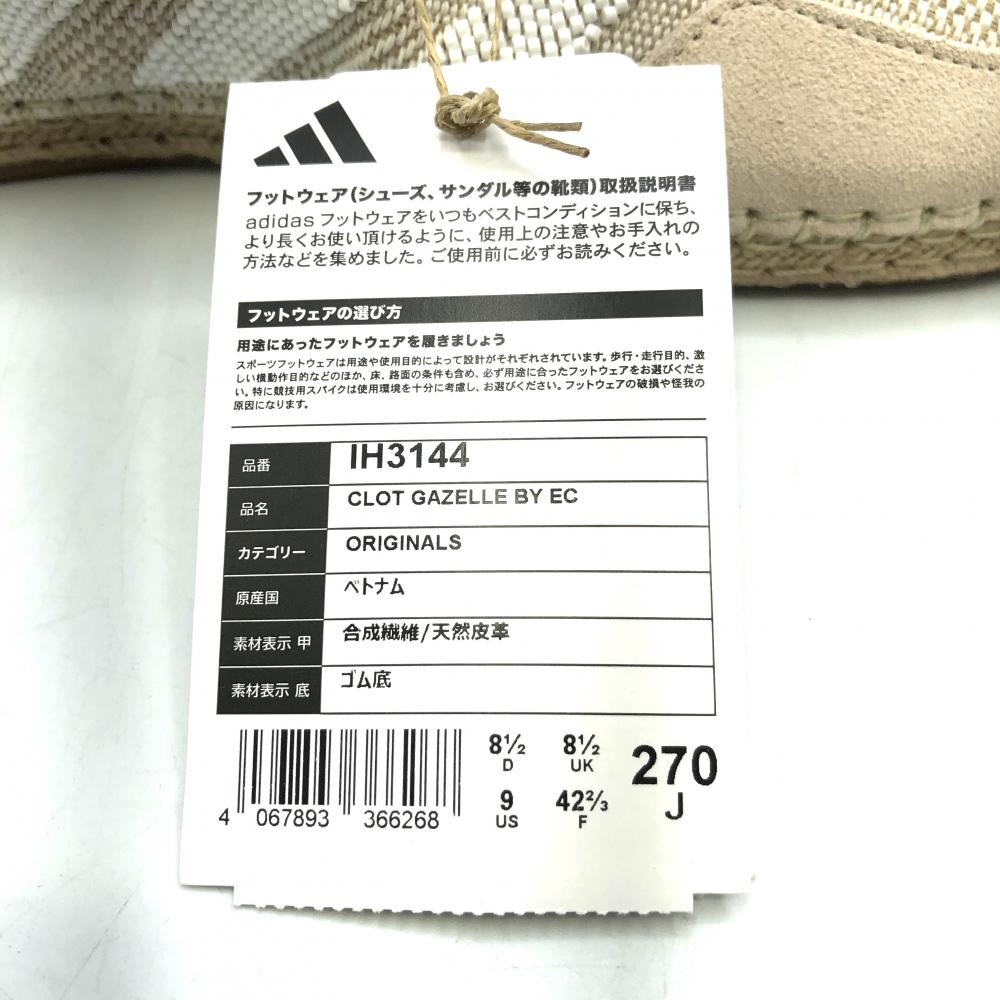 フットウェア(シューズ、サンダル等の靴類)取扱説明書
adidas フットウェアをいつもベストコンディションに保ち、
より長くお使い頂けるように、使用上の注意やお手入れの
方法などを集めました。ご使用前に必ずお読みください。
フットウェアの選び方
用途にあったフットウェアを履きましょう
スポーツフットウェアは用途や使用目的によって設計がそれぞれされています。歩行・走行目的、激
しい横動作目的などのほか、床、路面の条件も含め、必ず用途に合ったフットウェアをお選びくださ
い。特に競技用スパイクは使用環境を十分に考慮し、お選びください。フットウェアの破損や怪我の
原因になります。
品番 IH3144
品名 CLOT GAZELLE BY EC
カテゴリー ORIGINALS
原産国 ベトナム
素材表示 甲 合成繊維/天然皮革
素材表示 底 ゴム底
8½ 8½ 270
D UK J
9 42⅔
US F
4 067893 366268